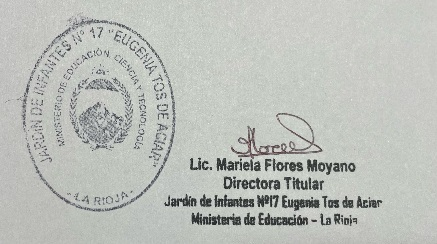 JARDIN DE INFANTES Nº 17 "EUGENIA TOS DE ACIAR"
MINISTERIO DE EDUCACIÓN, CIENCIA Y TECNOLOGÍA
- LA RIOJA -
Lic. Mariela Flores Moyano
Directora Titular
Jardín de Infantes Nº17 Eugenia Tos de Aciar
Ministerio de Educación - La Rioja